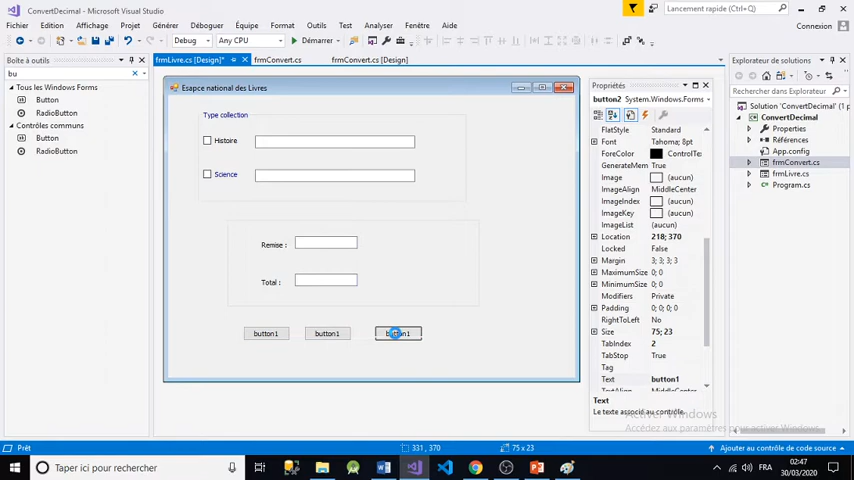 ConvertDecimal - Microsoft Visual Studio
Lancement rapide (Ctrl+Q)
Fichier Edition Affichage Projet Générer Déboguer Équipe Format Outils Test Analyser Fenêtre Aide
Connexion
Debug Any CPU Démarrer
Boîte à outils
bu
Tous les Windows Forms
Button
RadioButton
Contrôles communs
Button
RadioButton
frmLivre.cs [Design]* frmConvert.cs frmConvert.cs [Design]
Esapce national des Livres
Type collection
Histoire
Science
Remise :
Total :
button1 button1 button1
Propriétés
button2 System.Windows.Forms
FlatStyle Standard
Font Tahoma; 8pt
ForeColor ControlTe
GenerateMem True
Image (aucun)
ImageAlign MiddleCenter
ImageIndex (aucun)
ImageKey (aucun)
ImageList (aucun)
Location 218; 370
Locked False
Margin 3; 3; 3; 3
MaximumSize 0; 0
MinimumSize 0; 0
Modifiers Private
Padding 0; 0; 0; 0
RightToLeft No
Size 75; 23
TabIndex 2
TabStop True
Tag
Text button1
TextAlign MiddleCenter
Text
Le texte associé au contrôle.
Explorateur de solutions
Rechercher dans Explorateur
Solution 'ConvertDecimal'
ConvertDecimal
Properties
Références
App.config
frmConvert.cs
frmLivre.cs
Program.cs
Activer Windows
Accédez aux paramètres pour activer Windows.
Prêt 331, 370 75 x 23 Ajouter au contrôle de code source
Taper ici pour rechercher
FRA
02:47
30/03/2020